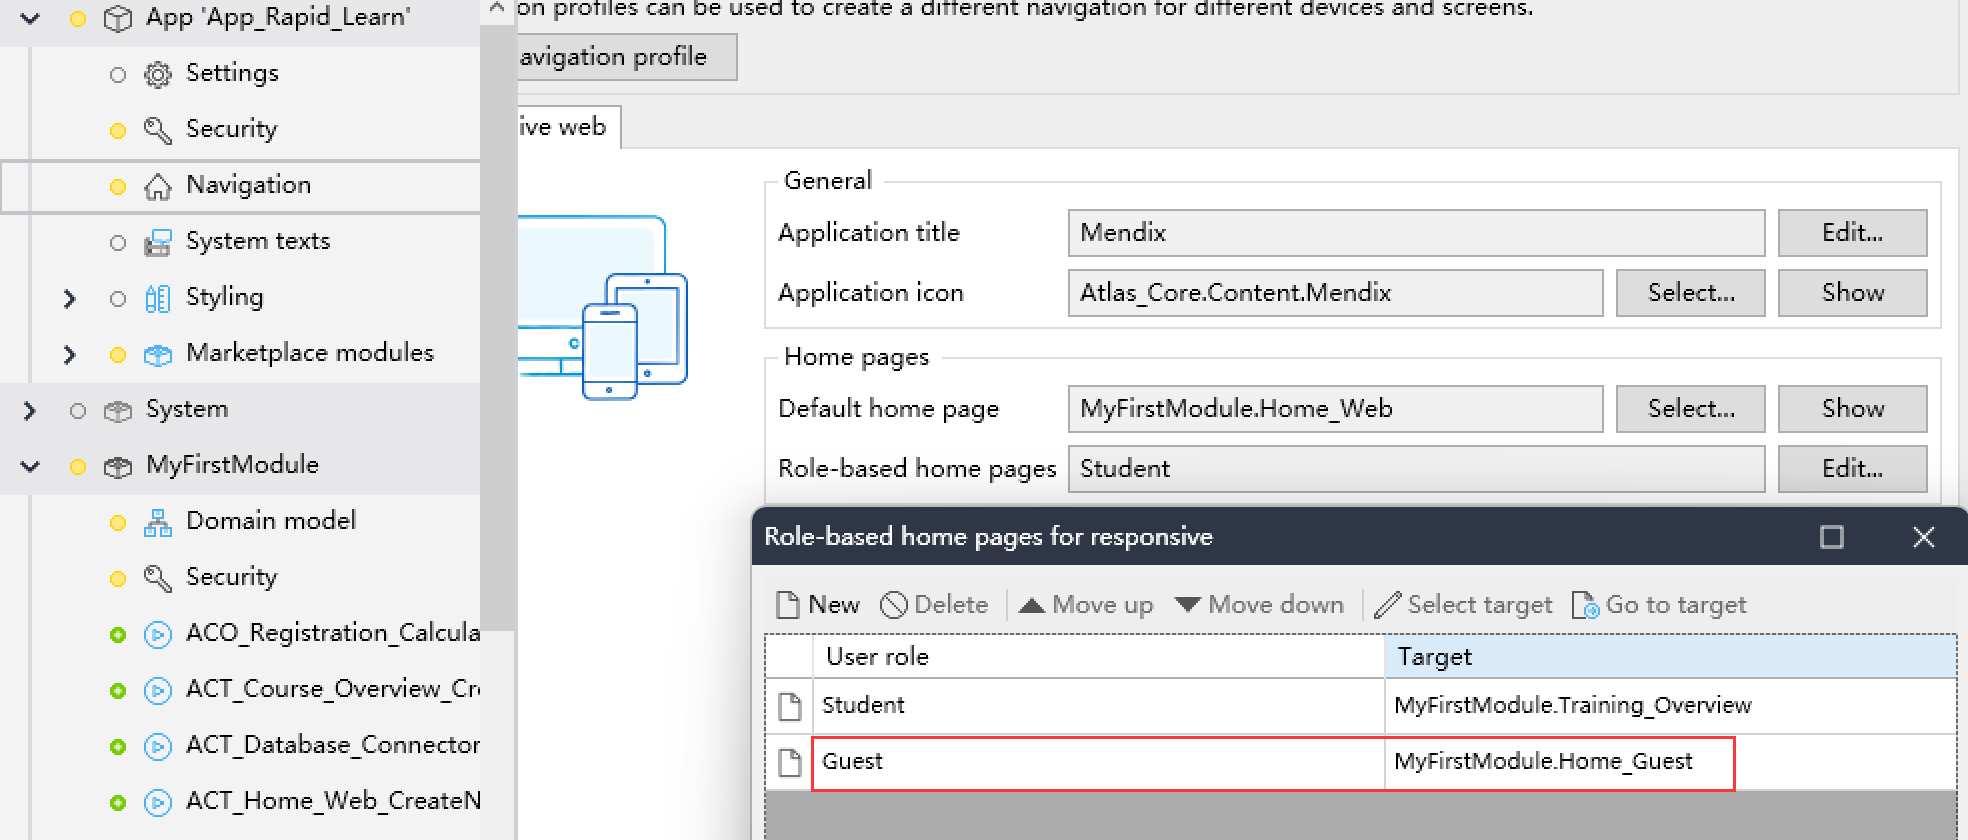 App 'App_Rapid_Learn'
Settings
Security
Navigation
System texts
Styling
Marketplace modules
System
MyFirstModule
Domain model
Security
ACO_Registration_Calcula
ACT_Course_Overview_Cr
ACT_Database_Connector
ACT_Home_Web_CreateN
on profiles can be used to create a different navigation for different devices and screens.
avigation profile
ive web
General
Application title Mendix Edit...
Application icon Atlas_Core.Content.Mendix Select... Show
Home pages
Default home page MyFirstModule.Home_Web Select... Show
Role-based home pages Student Edit...
Role-based home pages for responsive
New Delete Move up Move down Select target Go to target
User role Target
Student MyFirstModule.Training_Overview
Guest MyFirstModule.Home_Guest